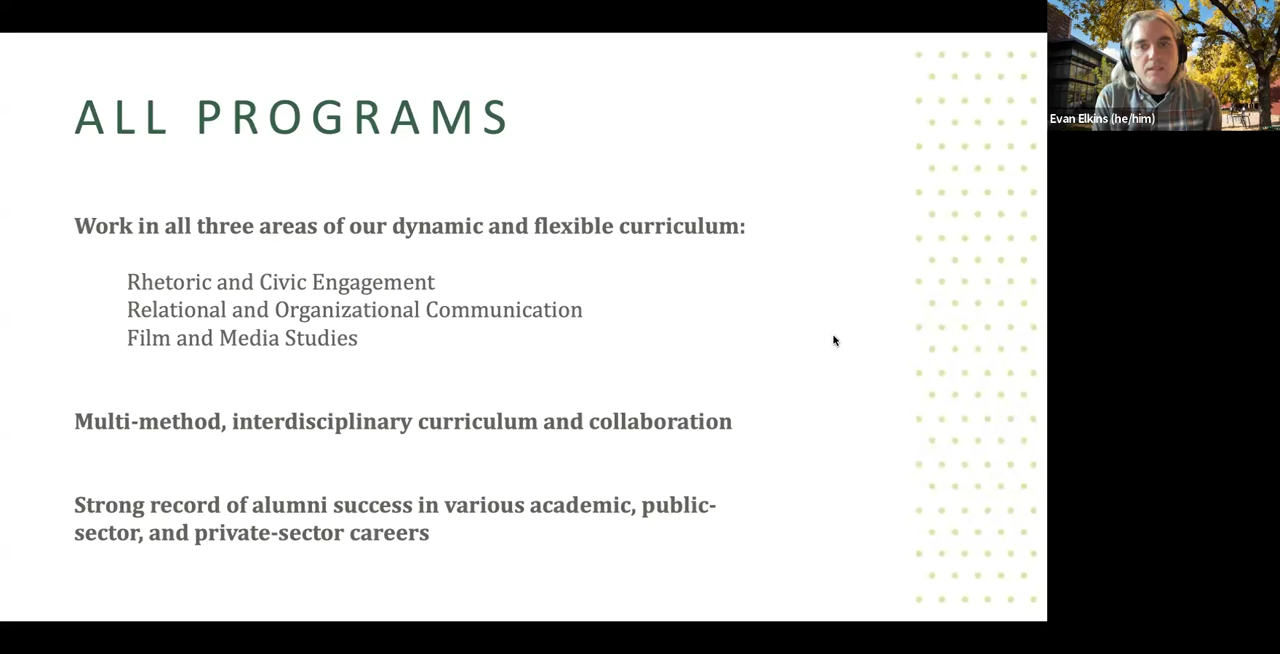 ALL PROGRAMS
Work in all three areas of our dynamic and flexible curriculum:
Rhetoric and Civic Engagement
Relational and Organizational Communication
Film and Media Studies
Multi-method, interdisciplinary curriculum and collaboration
Strong record of alumni success in various academic, public-
sector, and private-sector careers
Evan Elkins (he/him)